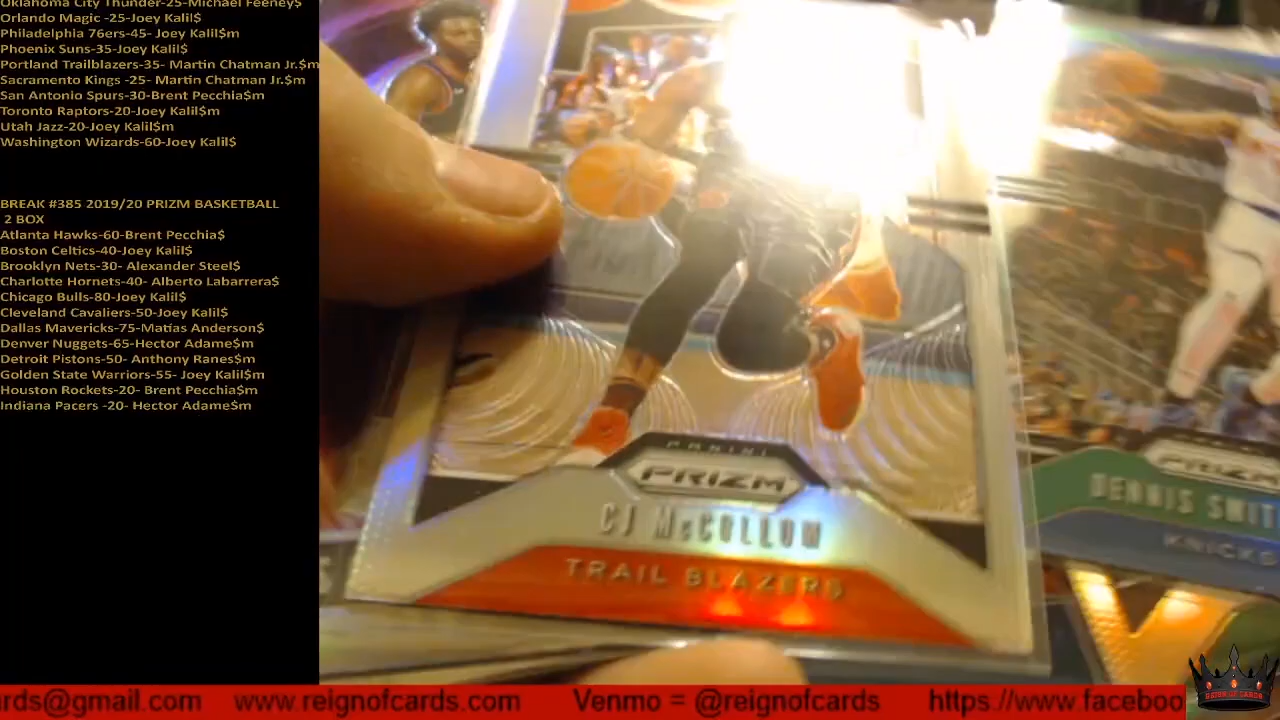 Oklahoma City Thunder-25-Michael Feeney$
Orlando Magic -25-Joey Kalil$
Philadelphia 76ers-45- Joey Kalil$m
Phoenix Suns-35-Joey Kalil$
Portland Trailblazers-35- Martin Chatman Jr.$m
Sacramento Kings -25- Martin Chatman Jr.$m
San Antonio Spurs-30-Brent Pecchia$m
Toronto Raptors-20-Joey Kalil$m
Utah Jazz-20-Joey Kalil$m
Washington Wizards-60-Joey Kalil$
BREAK #385 2019/20 PRIZM BASKETBALL
2 BOX
Atlanta Hawks-60-Brent Pecchia$
Boston Celtics-40-Joey Kalil$
Brooklyn Nets-30- Alexander Steel$
Charlotte Hornets-40- Alberto Labarrera$
Chicago Bulls-80-Joey Kalil$
Cleveland Cavaliers-50-Joey Kalil$
Dallas Mavericks-75-Matias Anderson$
Denver Nuggets-65-Hector Adame$m
Detroit Pistons-50- Anthony Ranes$m
Golden State Warriors-55- Joey Kalil$m
Houston Rockets-20- Brent Pecchia$m
Indiana Pacers -20- Hector Adame$m
PANINI
PRIZM
CJ McCOLLUM
TRAIL BLAZERS
PRIZM
DENNIS SMIT
KNICKS
ards@gmail.com www.reignofcards.com Venmo = @reignofcards https://www.faceboo
REIGN OF CARDS